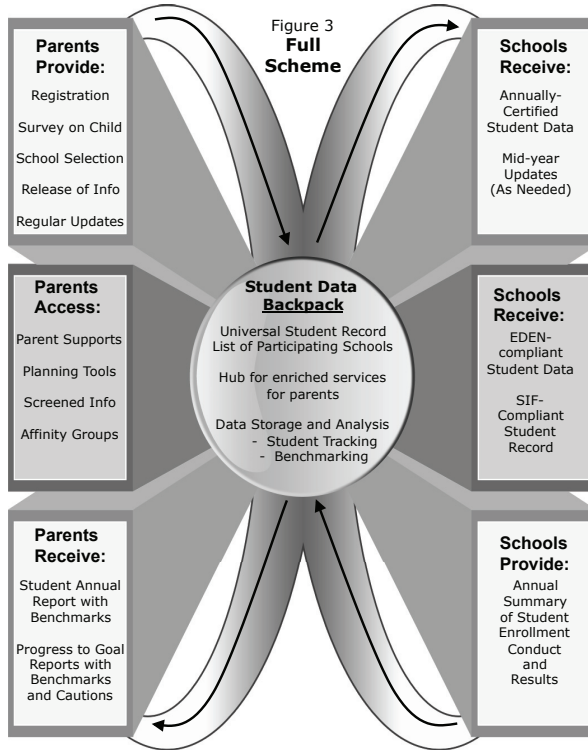 Figure 3
Full
Scheme
Parents
Provide:
Registration
Survey on Child
School Selection
Release of Info
Regular Updates
Schools
Receive:
Annually-
Certified
Student Data
Mid-year
Updates
(As Needed)
Parents
Access:
Parent Supports
Planning Tools
Screened Info
Affinity Groups
Student Data
Backpack
Universal Student Record
List of Participating Schools
Hub for enriched services
for parents
Data Storage and Analysis
- Student Tracking
- Benchmarking
Schools
Receive:
EDEN-
compliant
Student Data
SIF-
Compliant
Student
Record
Parents
Receive:
Student Annual
Report with
Benchmarks
Progress to Goal
Reports with
Benchmarks
and Cautions
Schools
Provide:
Annual
Summary
of Student
Enrollment
Conduct
and
Results